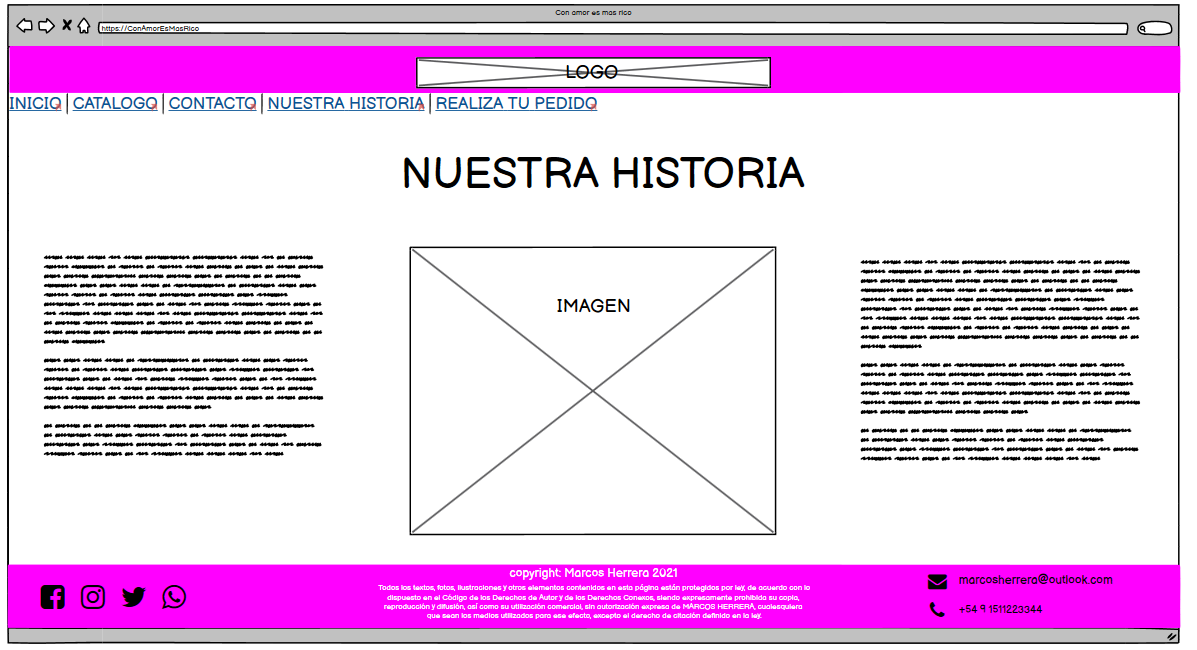 Con amor es mas rico
https://ConAmorEsMasRico
LOGO
INICIO | CATALOGO | CONTACTO | NUESTRA HISTORIA | REALIZA TU PEDIDO
NUESTRA HISTORIA
IMAGEN
copyright: Marcos Herrera 2021
Todos los textos, fotos, ilustraciones y otros elementos contenidos en esta página están protegidos por ley, de acuerdo con lo
dispuesto en el Código de los Derechos de Autor y de los Derechos Conexos, siendo expresamente prohibida su copia,
reproducción y difusión, así como su utilización comercial, sin autorización expresa de MARCOS HERRERA, cualesquiera
que sean los medios utilizados para ese efecto, excepto el derecho de citación definido en la ley.
marcosherrera@outlook.com
+54 9 1511223344